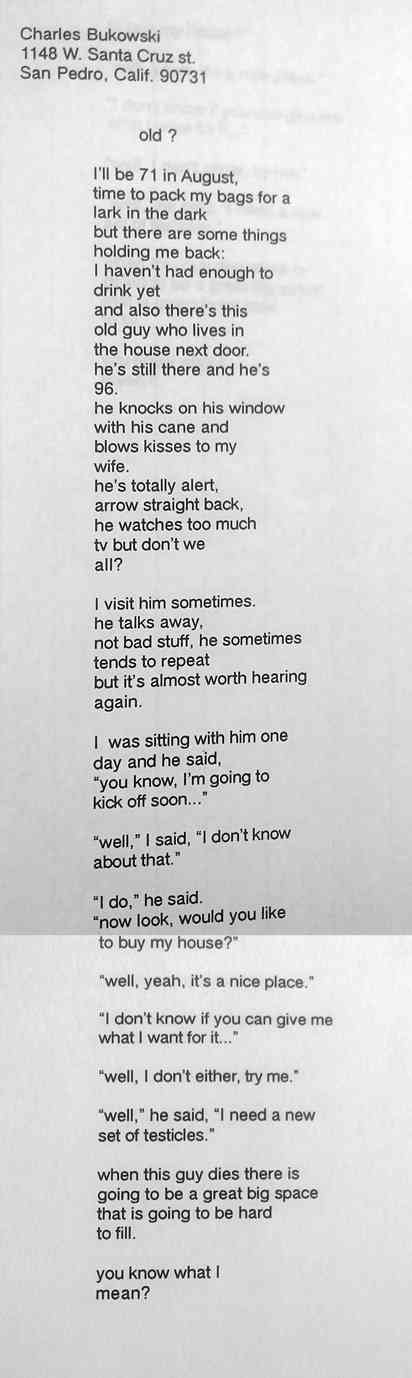 Charles Bukowski
1148 W. Santa Cruz st.
San Pedro, Calif. 90731
old ?
I'll be 71 in August,
time to pack my bags for a
lark in the dark
but there are some things
holding me back:
I haven't had enough to
drink yet
and also there's this
old guy who lives in
the house next door.
he's still there and he's
96.
he knocks on his window
with his cane and
blows kisses to my
wife.
he's totally alert,
arrow straight back,
he watches too much
tv but don't we
all?
I visit him sometimes.
he talks away,
not bad stuff, he sometimes
tends to repeat
but it's almost worth hearing
again.
I was sitting with him one
day and he said,
"you know, I'm going to
kick off soon..."
"well," I said, "I don't know
about that."
"I do," he said.
"now look, would you like
to buy my house?"
"well, yeah, it's a nice place."
"I don't know if you can give me
what I want for it..."
"well, I don't either, try me."
"well," he said, "I need a new
set of testicles."
when this guy dies there is
going to be a great big space
that is going to be hard
to fill.
you know what I
mean?